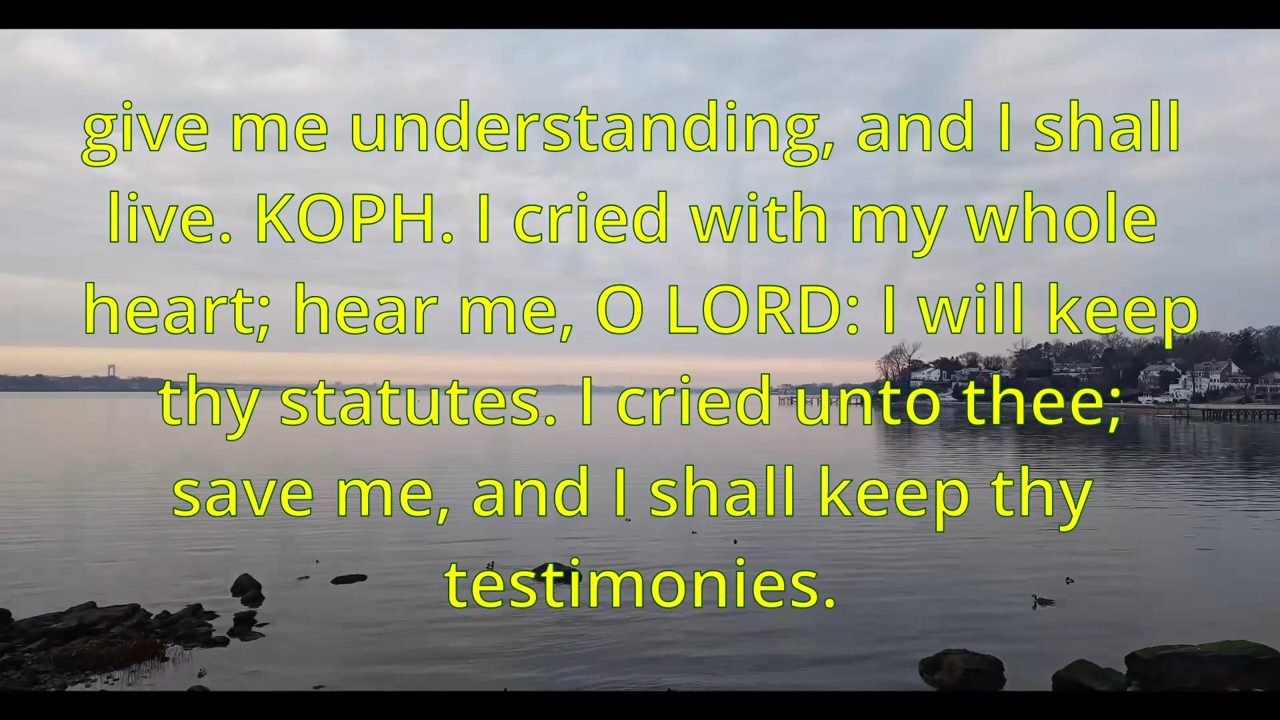 give me understanding, and I shall
live. KOPH. I cried with my whole
heart; hear me, O LORD: I will keep
thy statutes. I cried unto thee;
save me, and I shall keep thy
testimonies.